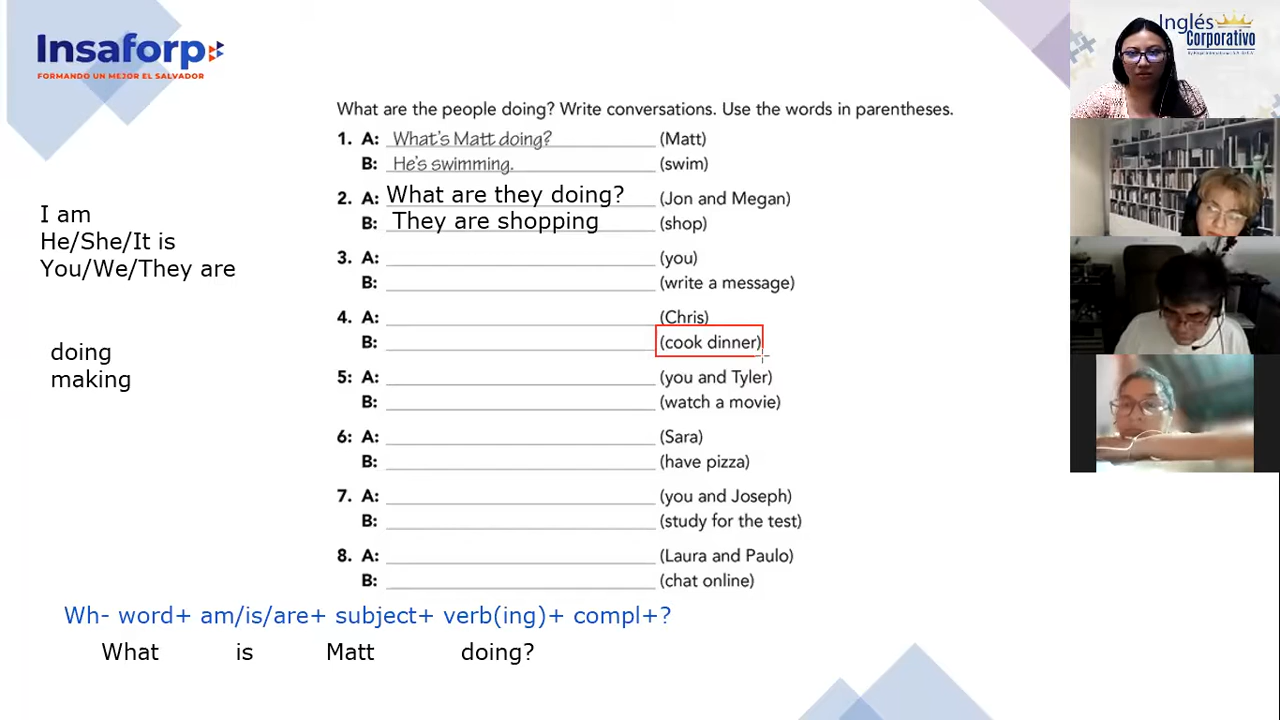 Insaforp
FORMANDO UN MEJOR EL SALVADOR
Inglés
Corporativo
What are the people doing? Write conversations. Use the words in parentheses.
1. A: What's Matt doing? (Matt)
B: He's swimming. (swim)
2. A: What are they doing? (Jon and Megan)
B: They are shopping (shop)
3. A: (you)
B: (write a message)
4. A: (Chris)
B: (cook dinner)
5: A: (you and Tyler)
B: (watch a movie)
6: A: (Sara)
B: (have pizza)
7. A: (you and Joseph)
B: (study for the test)
8. A: (Laura and Paulo)
B: (chat online)
I am
He/She/It is
You/We/They are
doing
making
Wh- word+ am/is/are+ subject+ verb(ing)+ compl+?
What is Matt doing?